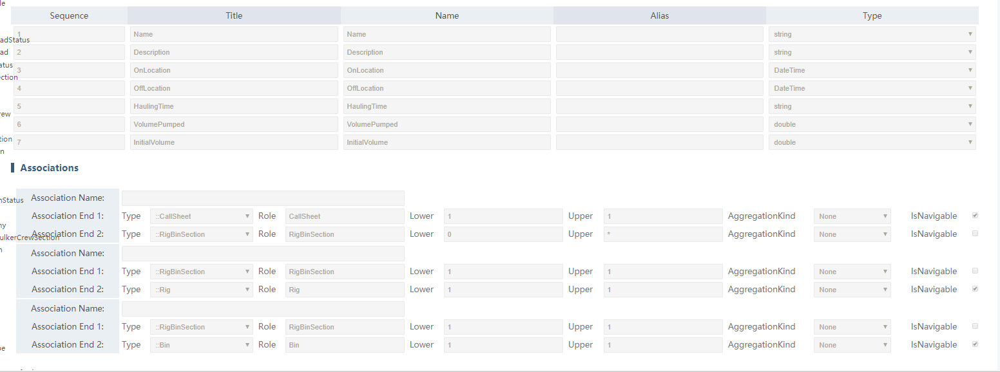 le
Sequence Title Name Alias Type
1 Name Name string
adStatus
2 Description Description string
ad
3 OnLocation OnLocation DateTime
atus
ection
4 OffLocation OffLocation DateTime
5 HaulingTime HaulingTime string
rew
6 VolumePumped VolumePumped double
7 InitialVolume InitialVolume double
tion
n
Associations
Association Name:
nStatus
Association End 1: Type ::CallSheet Role CallSheet Lower 1 Upper 1 AggregationKind None IsNavigable
ny
Association End 2: Type ::RigBinSection Role RigBinSection Lower 0 Upper * AggregationKind None IsNavigable
ulkerCrewSection
n
Association Name:
Association End 1: Type ::RigBinSection Role RigBinSection Lower 1 Upper 1 AggregationKind None IsNavigable
Association End 2: Type ::Rig Role Rig Lower 1 Upper 1 AggregationKind None IsNavigable
Association Name:
Association End 1: Type ::RigBinSection Role RigBinSection Lower 1 Upper 1 AggregationKind None IsNavigable
Association End 2: Type ::Bin Role Bin Lower 1 Upper 1 AggregationKind None IsNavigable
pe